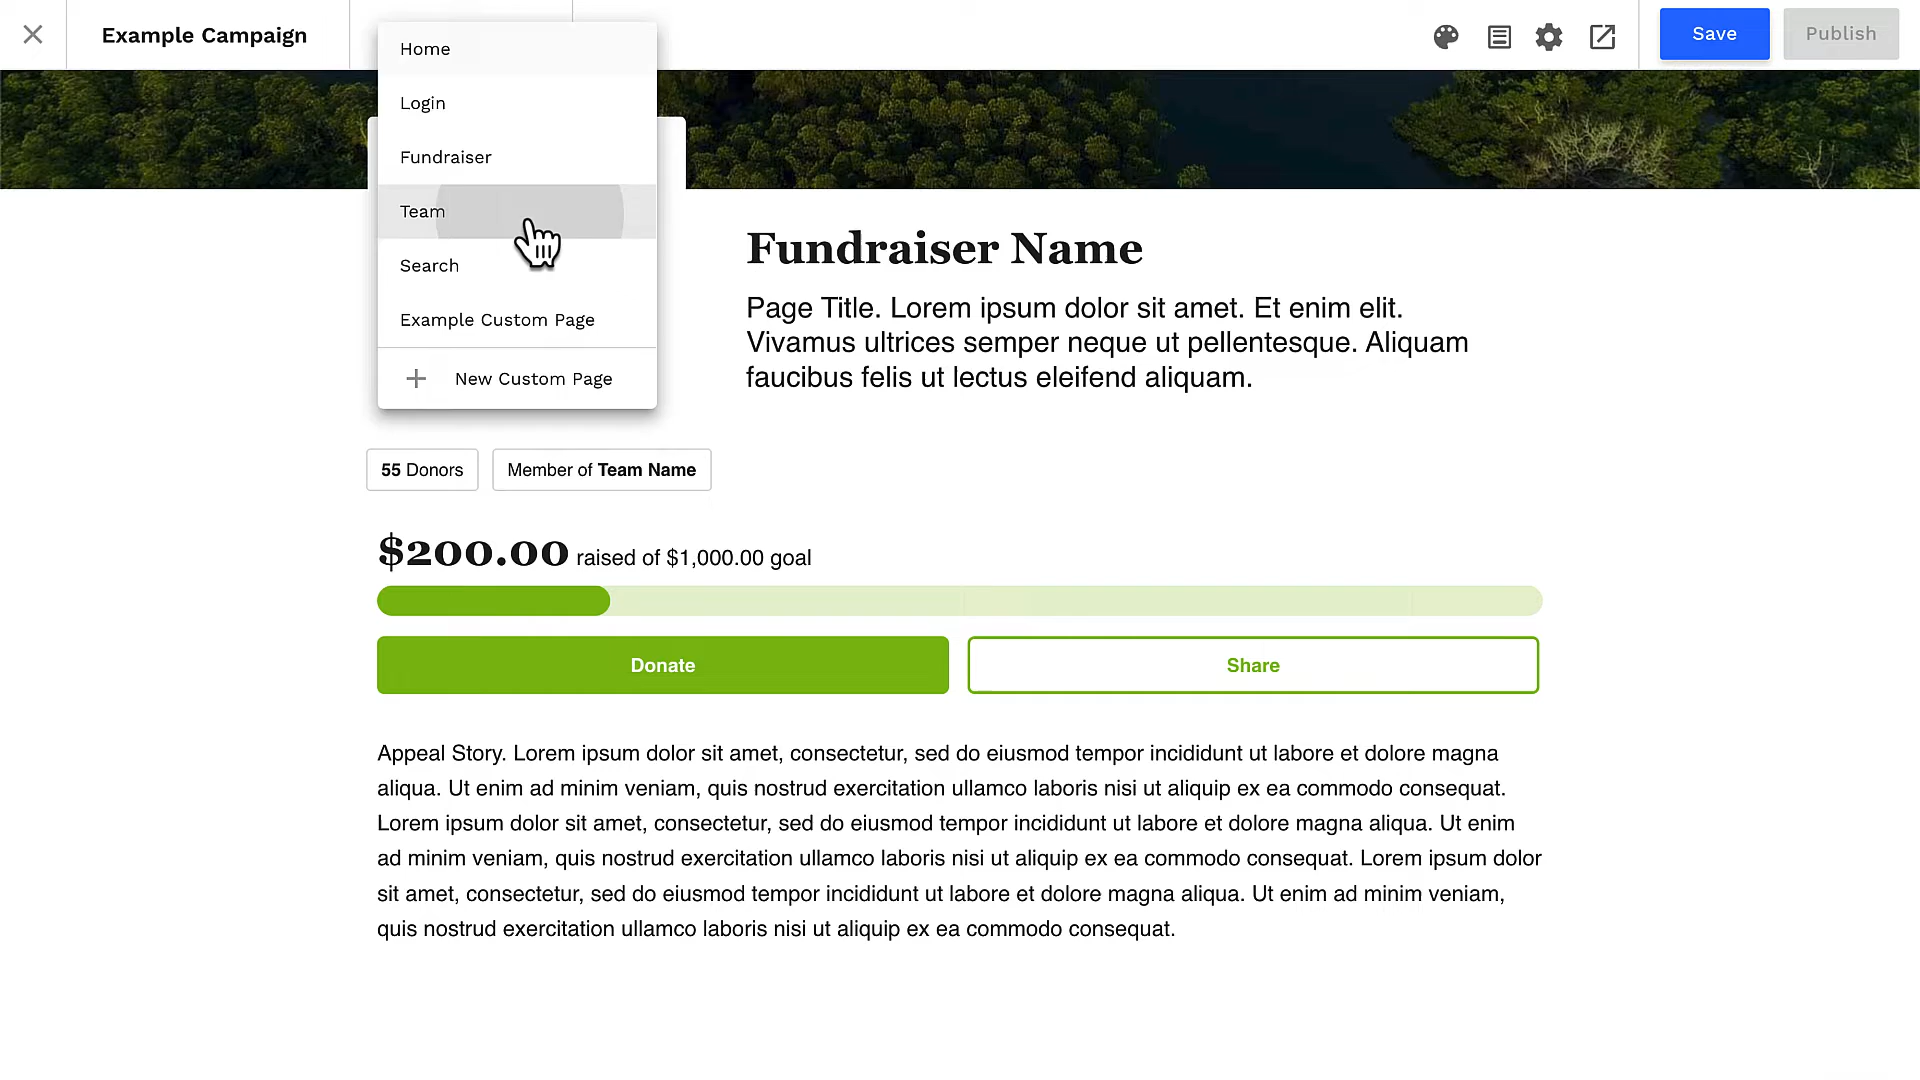 Example Campaign
Save
Publish
Home
Login
Fundraiser
Team
Search
Example Custom Page
New Custom Page
Fundraiser Name
Page Title. Lorem ipsum dolor sit amet. Et enim elit.
Vivamus ultrices semper neque ut pellentesque. Aliquam
faucibus felis ut lectus eleifend aliquam.
55 Donors
Member of Team Name
$200.00 raised of $1,000.00 goal
Donate
Share
Appeal Story. Lorem ipsum dolor sit amet, consectetur, sed do eiusmod tempor incididunt ut labore et dolore magna
aliqua. Ut enim ad minim veniam, quis nostrud exercitation ullamco laboris nisi ut aliquip ex ea commodo consequat.
Lorem ipsum dolor sit amet, consectetur, sed do eiusmod tempor incididunt ut labore et dolore magna aliqua. Ut enim
ad minim veniam, quis nostrud exercitation ullamco laboris nisi ut aliquip ex ea commodo consequat. Lorem ipsum dolor
sit amet, consectetur, sed do eiusmod tempor incididunt ut labore et dolore magna aliqua. Ut enim ad minim veniam,
quis nostrud exercitation ullamco laboris nisi ut aliquip ex ea commodo consequat.